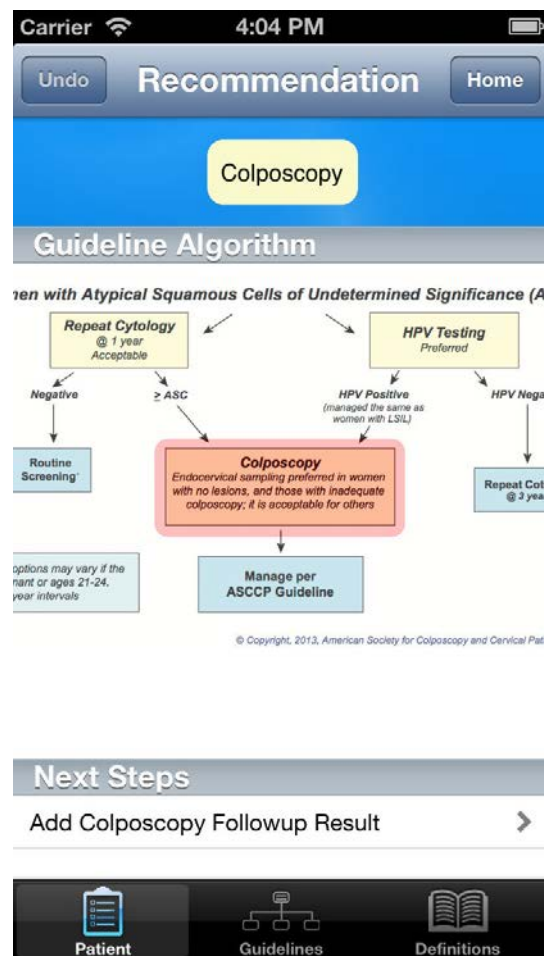 Carrier 4:04 PM
Undo Recommendation Home
Colposcopy
Guideline Algorithm
with Atypical Squamous Cells of Undetermined Significance
Repeat Cytology
@ 1 year
Acceptable
HPV Testing
Preferred
Negative
≥ ASC
HPV Positive
(managed the same as
women with LSIL)
HPV
Routine
Screening*
Colposcopy
Endocervical sampling preferred in women
with no lesions, and those with inadequate
colposcopy; it is acceptable for others
Repeat
@ 3
options may vary if the
or ages 21-24.
year intervals
Manage per
ASCCP Guideline
© Copyright, 2013, American Society for Colposcopy and Cervical
Next Steps
Add Colposcopy Followup Result
Patient Guidelines Definitions